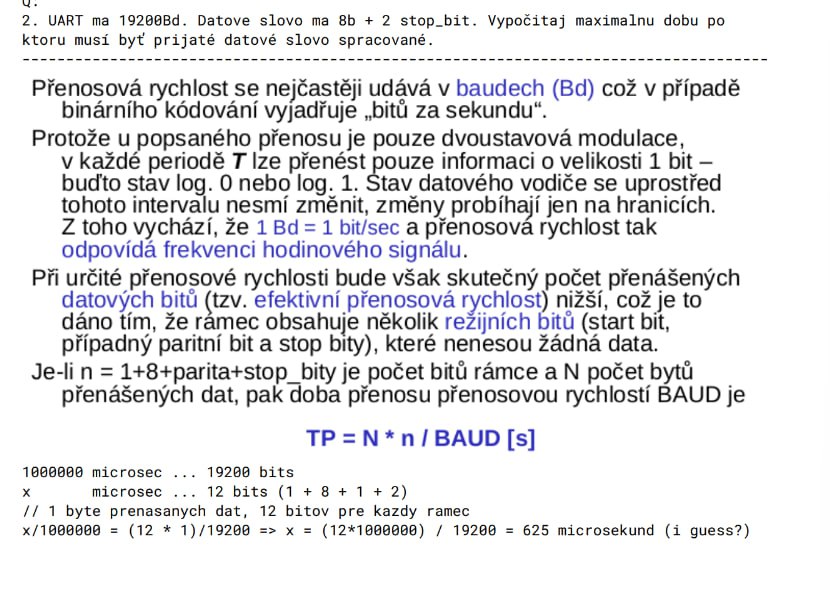 Q:
2. UART ma 19200Bd. Datove slovo ma 8b + 2 stop_bit. Vypočitaj maximalnu dobu po
ktoru musí byť prijaté datové slovo spracované.
--------------------------------------------------------------------------------
Přenosová rychlost se nejčastěji udává v baudech (Bd) což v případě
binárního kódování vyjadřuje „bitů za sekundu“.
Protože u popsaného přenosu je pouze dvoustavová modulace,
v každé periodě T lze přenést pouze informaci o velikosti 1 bit –
buďto stav log. 0 nebo log. 1. Stav datového vodiče se uprostřed
tohoto intervalu nesmí změnit, změny probíhají jen na hranicích.
Z toho vychází, že 1 Bd = 1 bit/sec a přenosová rychlost tak
odpovídá frekvenci hodinového signálu.
Při určité přenosové rychlosti bude však skutečný počet přenášených
datových bitů (tzv. efektivní přenosová rychlost) nižší, což je to
dáno tím, že rámec obsahuje několik režijních bitů (start bit,
případný paritní bit a stop bity), které nenesou žádná data.
Je-li n = 1+8+parita+stop_bity je počet bitů rámce a N počet bytů
přenášených dat, pak doba přenosu přenosovou rychlostí BAUD je
TP = N * n / BAUD [s]
1000000 microsec ... 19200 bits
x       microsec ... 12 bits (1 + 8 + 1 + 2)
// 1 byte prenasanych dat, 12 bitov pre kazdy ramec
x/1000000 = (12 * 1)/19200 => x = (12*1000000) / 19200 = 625 microsekund (i guess?)